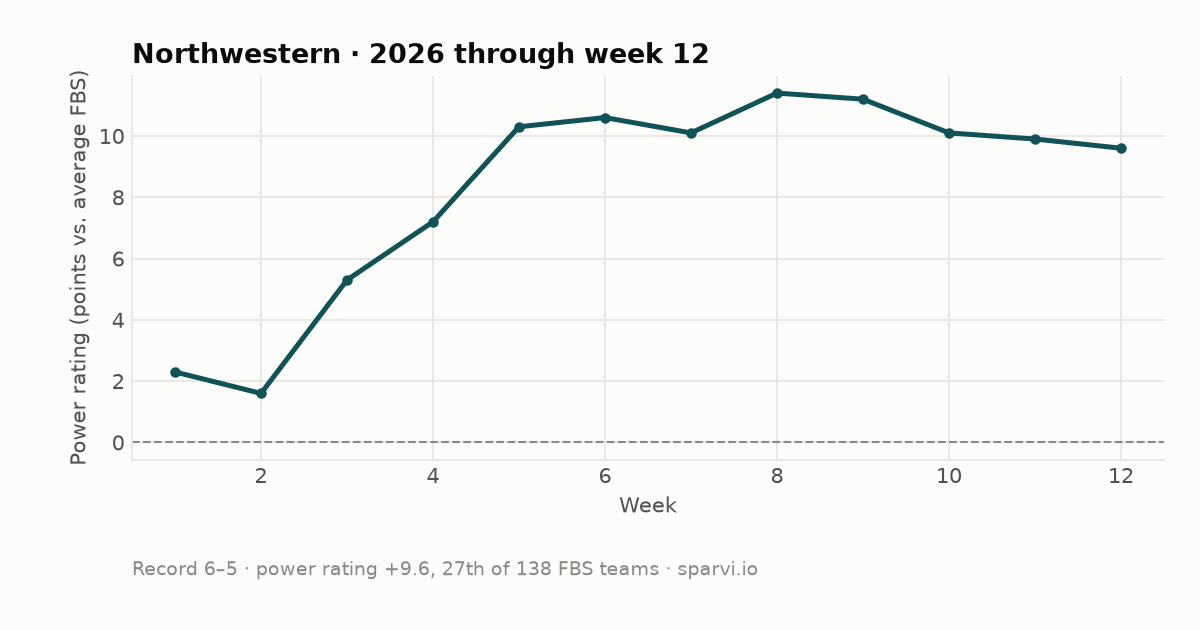 Northwestern · 2026 through week 12
Power rating (points vs. average FBS)
10
8
6
4
2
0
2 4 6 8 10 12
Week
Record 6–5 · power rating +9.6, 27th of 138 FBS teams · sparvi.io